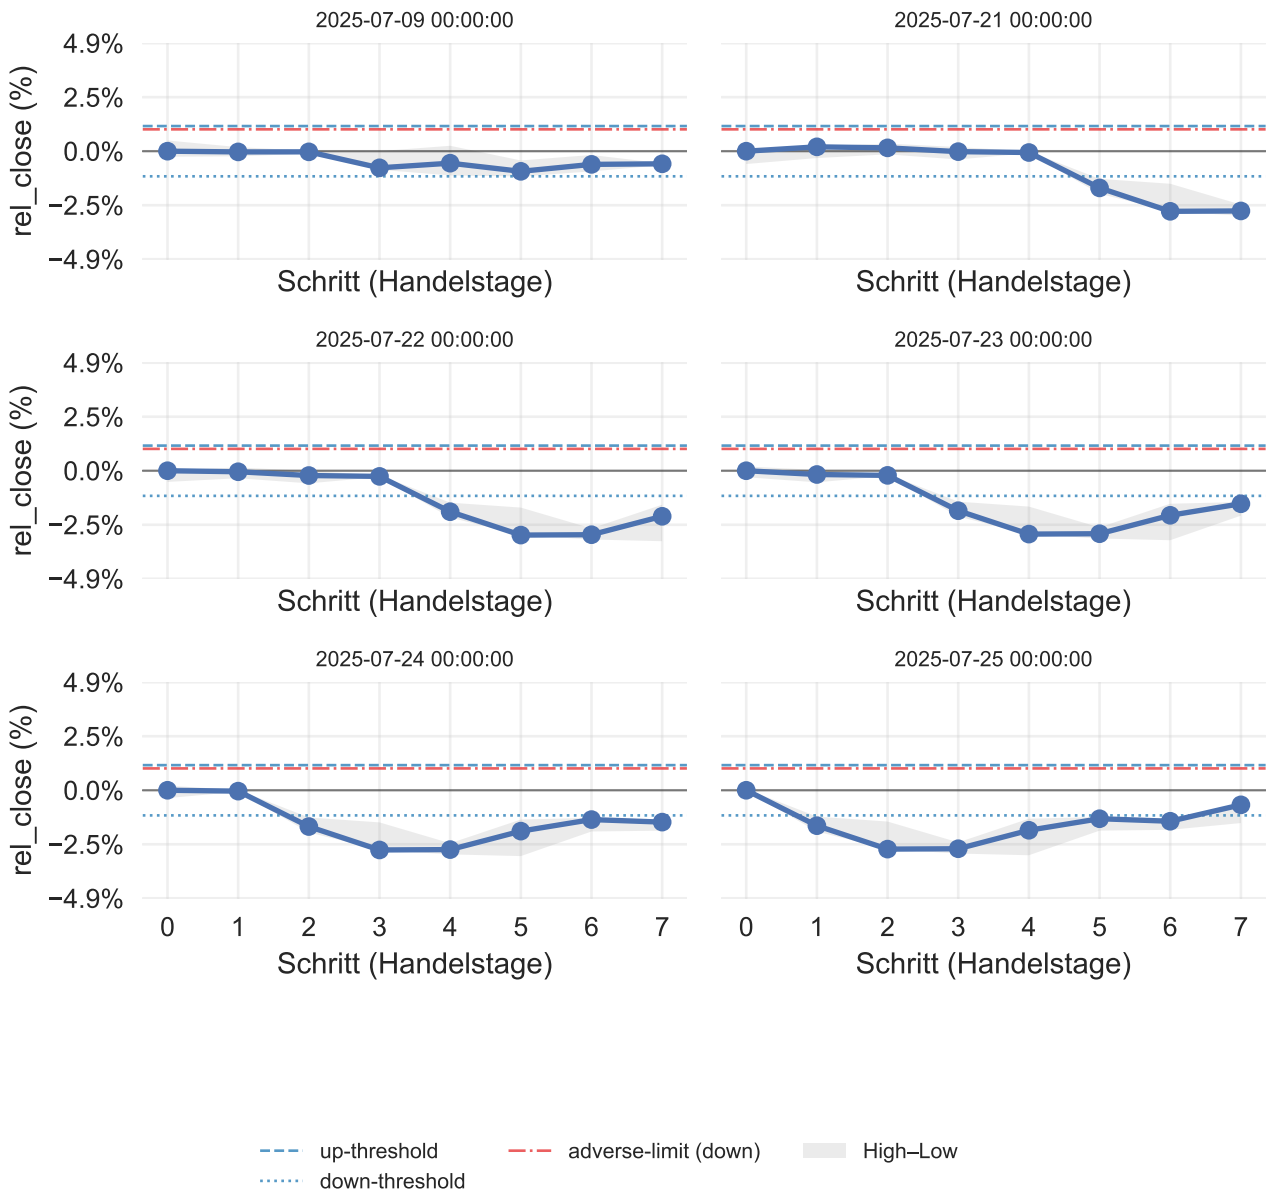 2025-07-09 00:00:00
2025-07-21 00:00:00
4.9%
2.5%
0.0%
−2.5%
−4.9%
rel_close (%)
Schritt (Handelstage)
Schritt (Handelstage)
2025-07-22 00:00:00
2025-07-23 00:00:00
4.9%
2.5%
0.0%
−2.5%
−4.9%
rel_close (%)
Schritt (Handelstage)
Schritt (Handelstage)
2025-07-24 00:00:00
2025-07-25 00:00:00
4.9%
2.5%
0.0%
−2.5%
−4.9%
rel_close (%)
0 1 2 3 4 5 6 7
0 1 2 3 4 5 6 7
Schritt (Handelstage)
Schritt (Handelstage)
up-threshold
down-threshold
adverse-limit (down)
High–Low